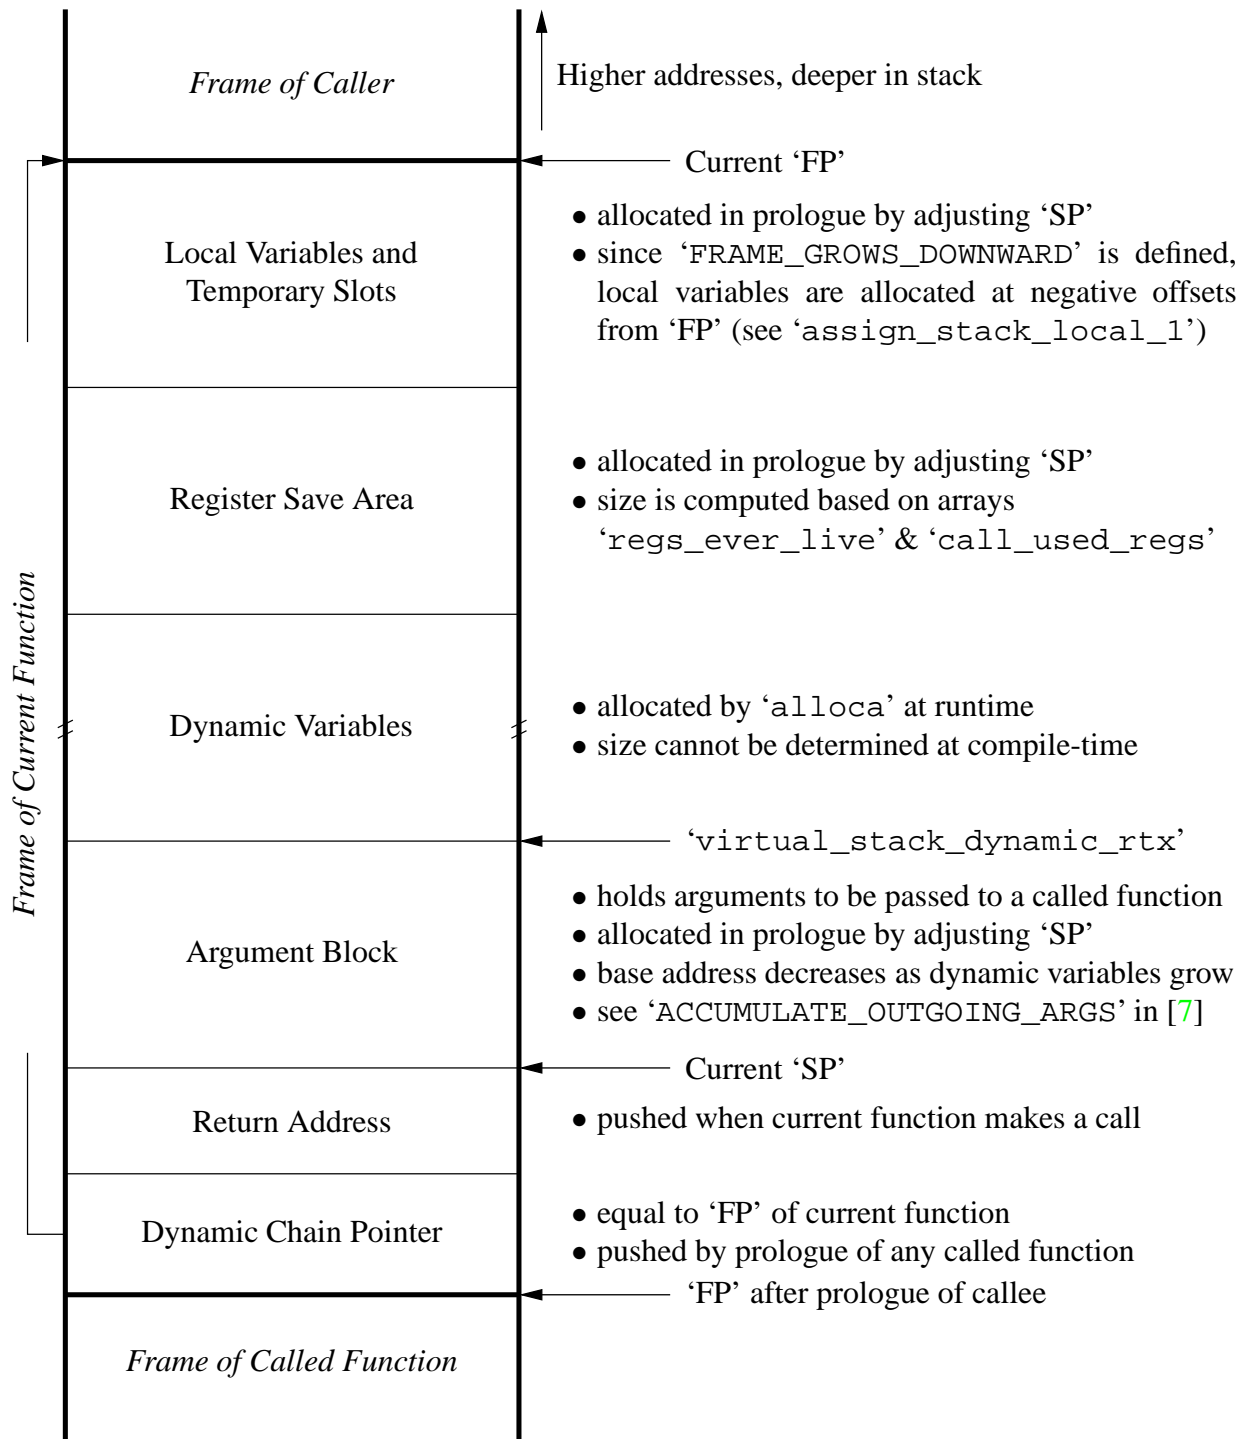 Frame of Caller
Higher addresses, deeper in stack
Current ‘FP’
Local Variables and
Temporary Slots
• allocated in prologue by adjusting ‘SP’
• since ‘FRAME_GROWS_DOWNWARD’ is defined,
local variables are allocated at negative offsets
from ‘FP’ (see ‘assign_stack_local_1’)
Register Save Area
• allocated in prologue by adjusting ‘SP’
• size is computed based on arrays
‘regs_ever_live’ & ‘call_used_regs’
Frame of Current Function
Dynamic Variables
• allocated by ‘alloca’ at runtime
• size cannot be determined at compile-time
‘virtual_stack_dynamic_rtx’
Argument Block
• holds arguments to be passed to a called function
• allocated in prologue by adjusting ‘SP’
• base address decreases as dynamic variables grow
• see ‘ACCUMULATE_OUTGOING_ARGS’ in [7]
Current ‘SP’
Return Address
• pushed when current function makes a call
Dynamic Chain Pointer
• equal to ‘FP’ of current function
• pushed by prologue of any called function
‘FP’ after prologue of callee
Frame of Called Function